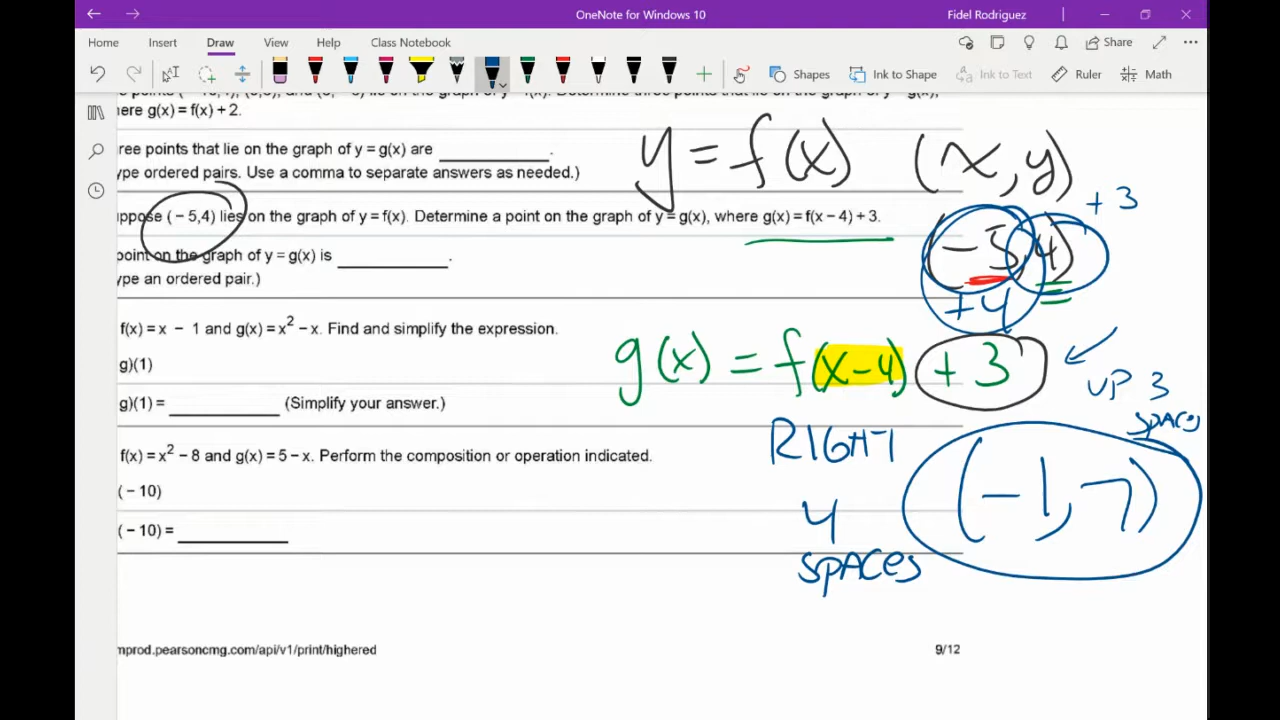 OneNote for Windows 10
Fidel Rodriguez
Home Insert Draw View Help Class Notebook
Share
Shapes Ink to Shape Ink to Text Ruler Math
ere g(x) = f(x) + 2.
ree points that lie on the graph of y = g(x) are
ype ordered pairs. Use a comma to separate answers as needed.)
y = f(x) (x, y)
ppose (− 5,4) lies on the graph of y = f(x). Determine a point on the graph of y = g(x), where g(x) = f(x − 4) + 3.
+ 3
(−5, 4)
+4
point on the graph of y = g(x) is .
ype an ordered pair.)
f(x) = x − 1 and g(x) = x² − x. Find and simplify the expression.
g)(1)
g(x) = f(x−4) + 3
UP 3
SPACES
g)(1) = (Simplify your answer.)
RIGHT
4
SPACES
(−1, 7)
f(x) = x² − 8 and g(x) = 5 − x. Perform the composition or operation indicated.
(− 10)
(− 10) =
mprod.pearsoncmg.com/api/v1/print/highered
9/12